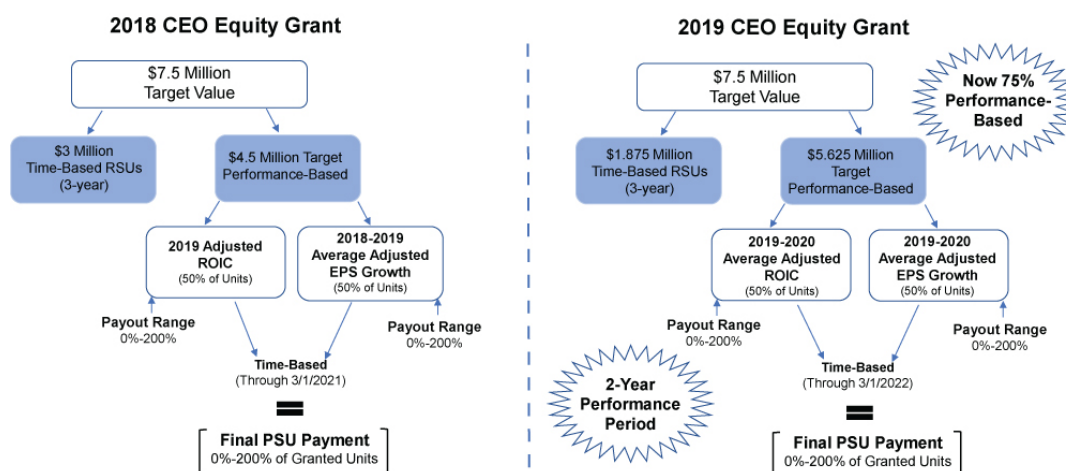 2018 CEO Equity Grant
$7.5 Million
Target Value
$3 Million
Time-Based RSUs
(3-year)
$4.5 Million Target
Performance-Based
2019 Adjusted
ROIC
(50% of Units)
2018-2019
Average Adjusted
EPS Growth
(50% of Units)
Payout Range
0%-200%
Payout Range
0%-200%
Time-Based
(Through 3/1/2021)
=
Final PSU Payment
0%-200% of Granted Units
2019 CEO Equity Grant
$7.5 Million
Target Value
Now 75%
Performance-
Based
$1.875 Million
Time-Based RSUs
(3-year)
$5.625 Million
Target
Performance-Based
2019-2020
Average Adjusted
ROIC
(50% of Units)
2019-2020
Average Adjusted
EPS Growth
(50% of Units)
Payout Range
0%-200%
Payout Range
0%-200%
2-Year
Performance
Period
Time-Based
(Through 3/1/2022)
=
Final PSU Payment
0%-200% of Granted Units